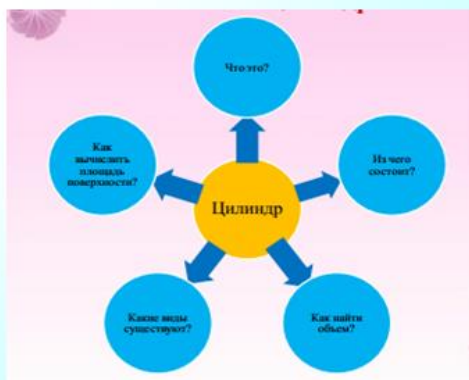 Что это?
Из чего
состоит?
Как найти
объем?
Какие виды
существуют?
Как
вычислить
площадь
поверхности?
Цилиндр